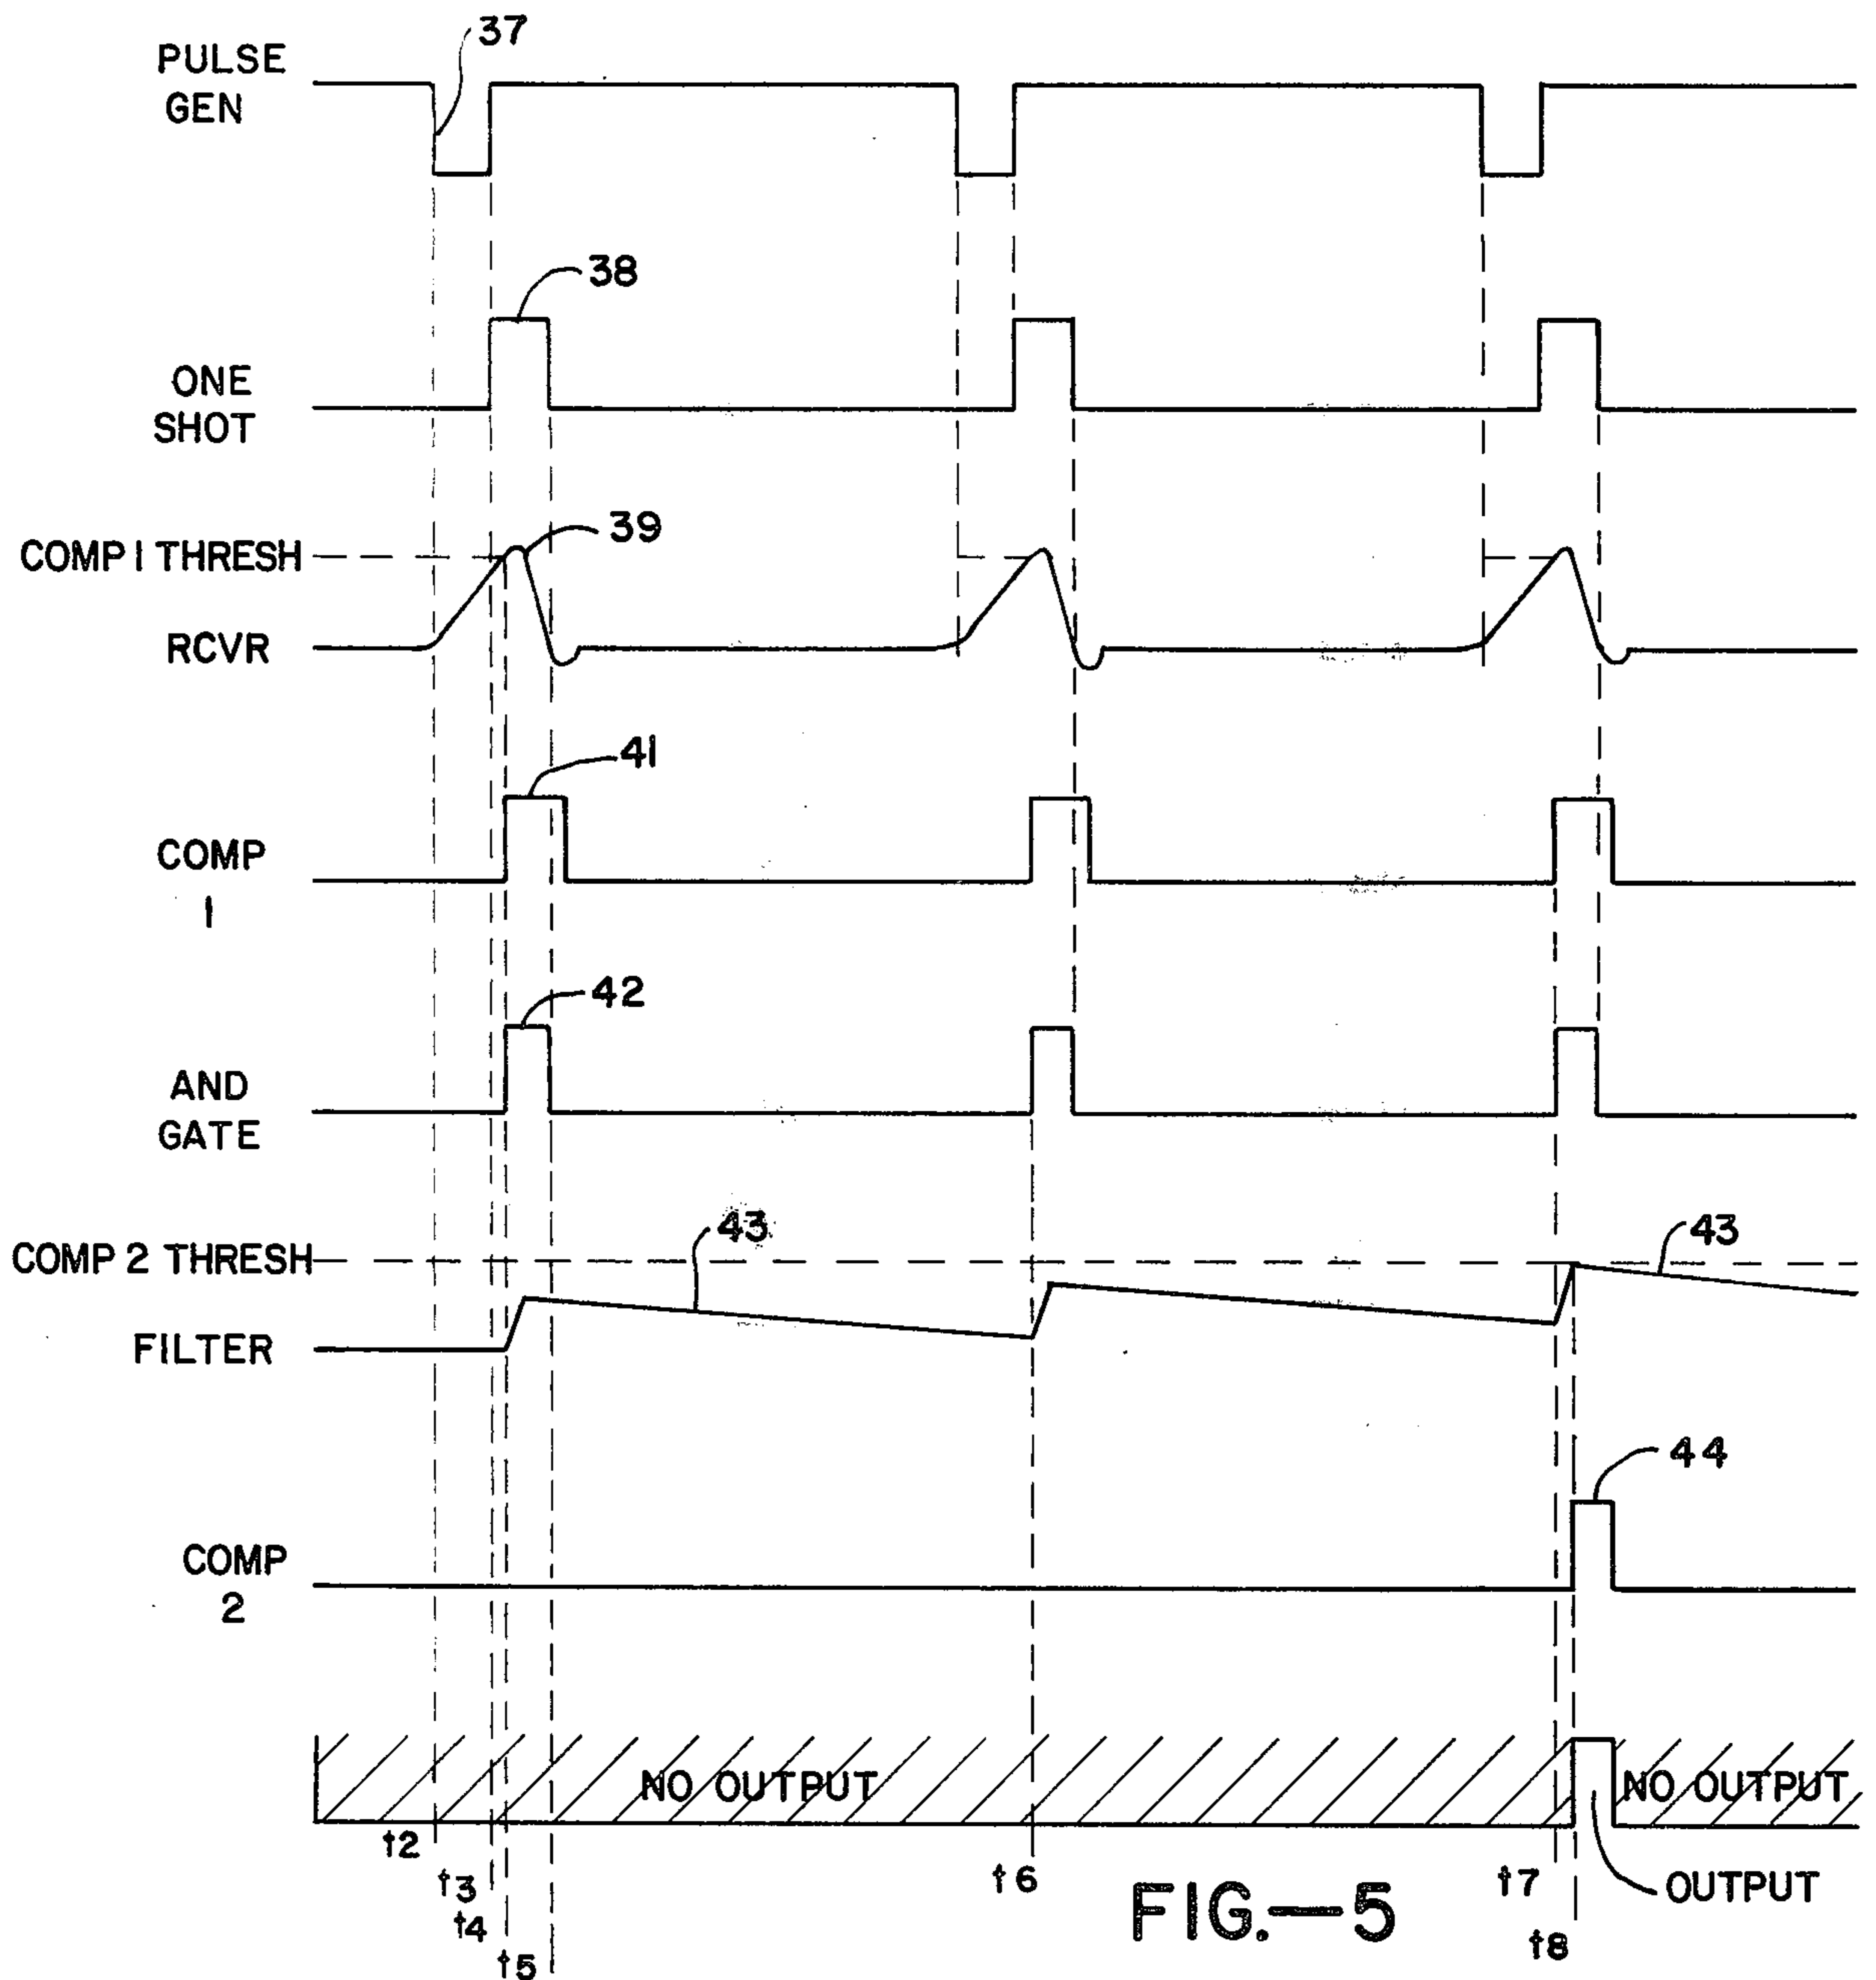 37
PULSE
GEN
38
ONE
SHOT
39
COMP 1 THRESH
RCVR
41
COMP
1
42
AND
GATE
43
43
COMP 2 THRESH
FILTER
44
COMP
2
NO OUTPUT
NO OUTPUT
t2
t3
t4
t5
t6
t7
t8
OUTPUT
FIG.—5